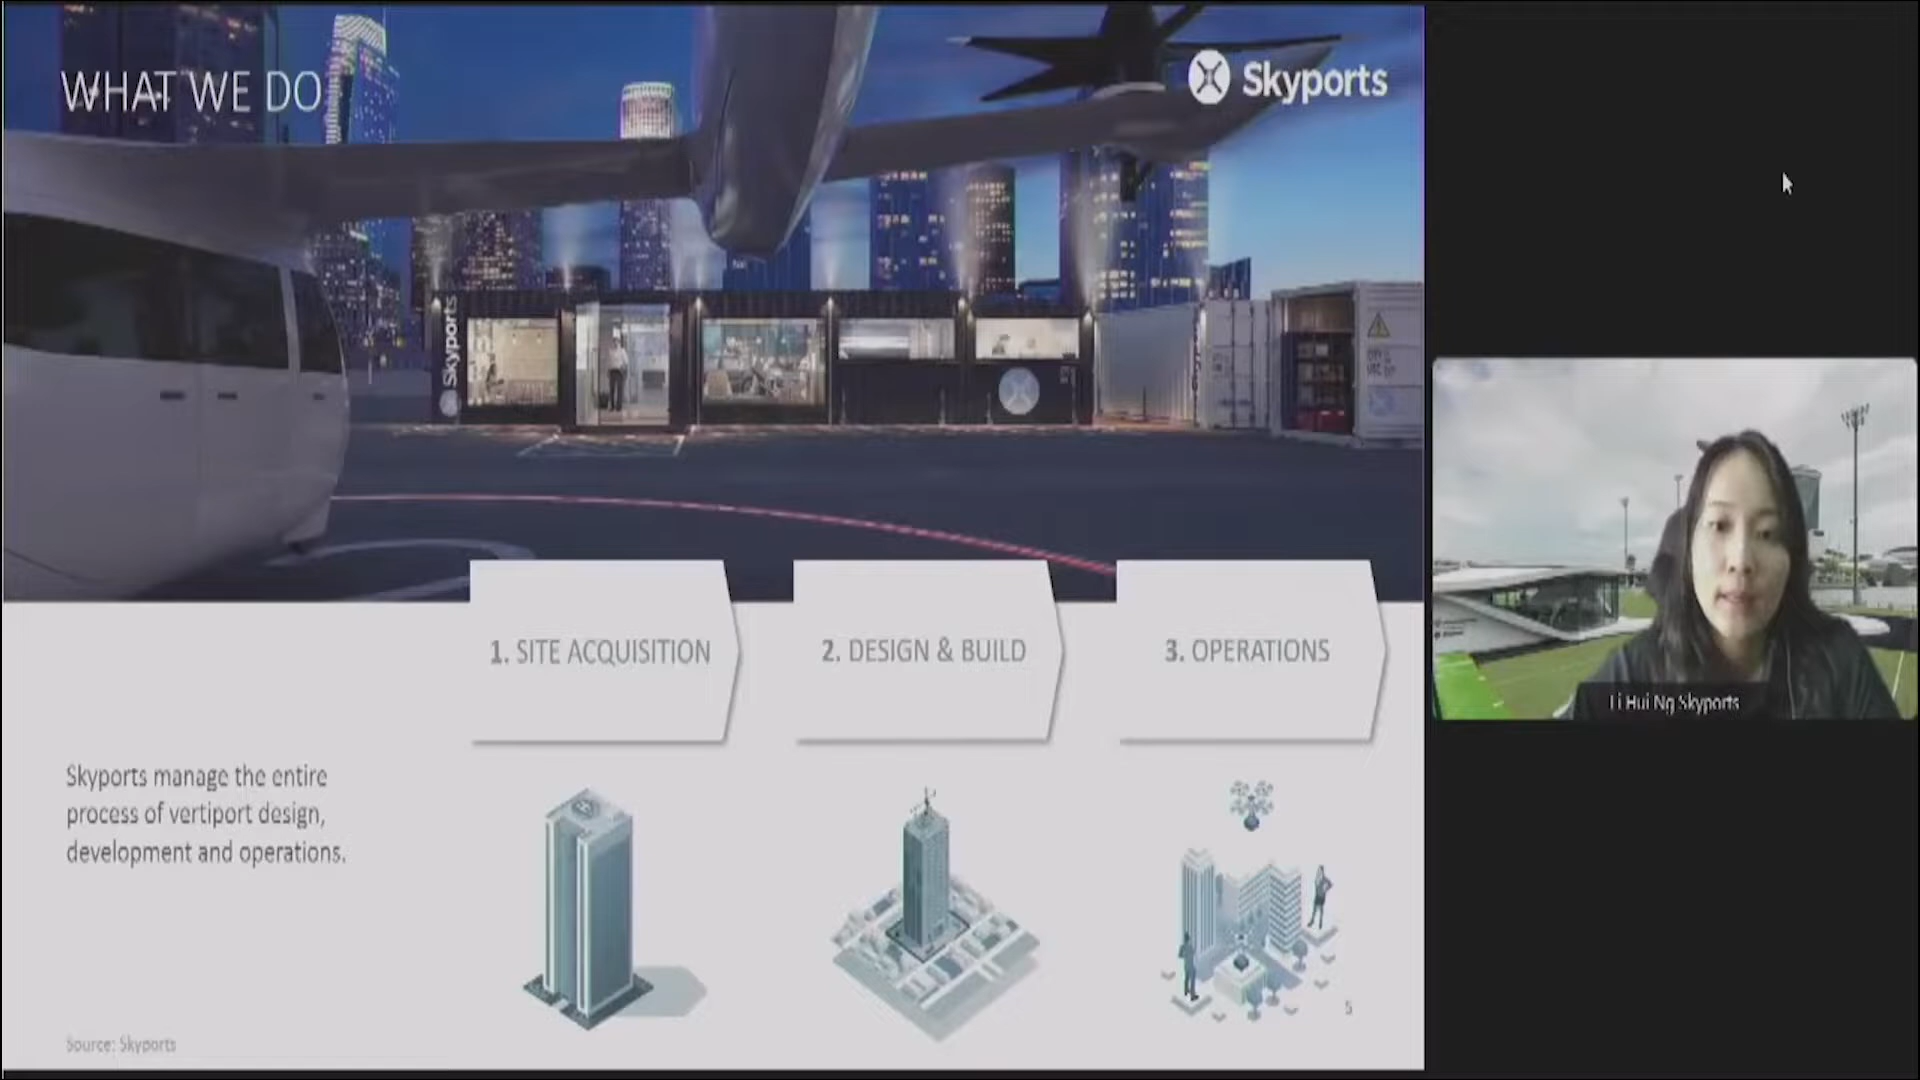 WHAT WE DO
Skyports
Skyports
1. SITE ACQUISITION
2. DESIGN & BUILD
3. OPERATIONS
Skyports manage the entire
process of vertiport design,
development and operations.
5
Source: Skyports
Li Hui Ng Skyports